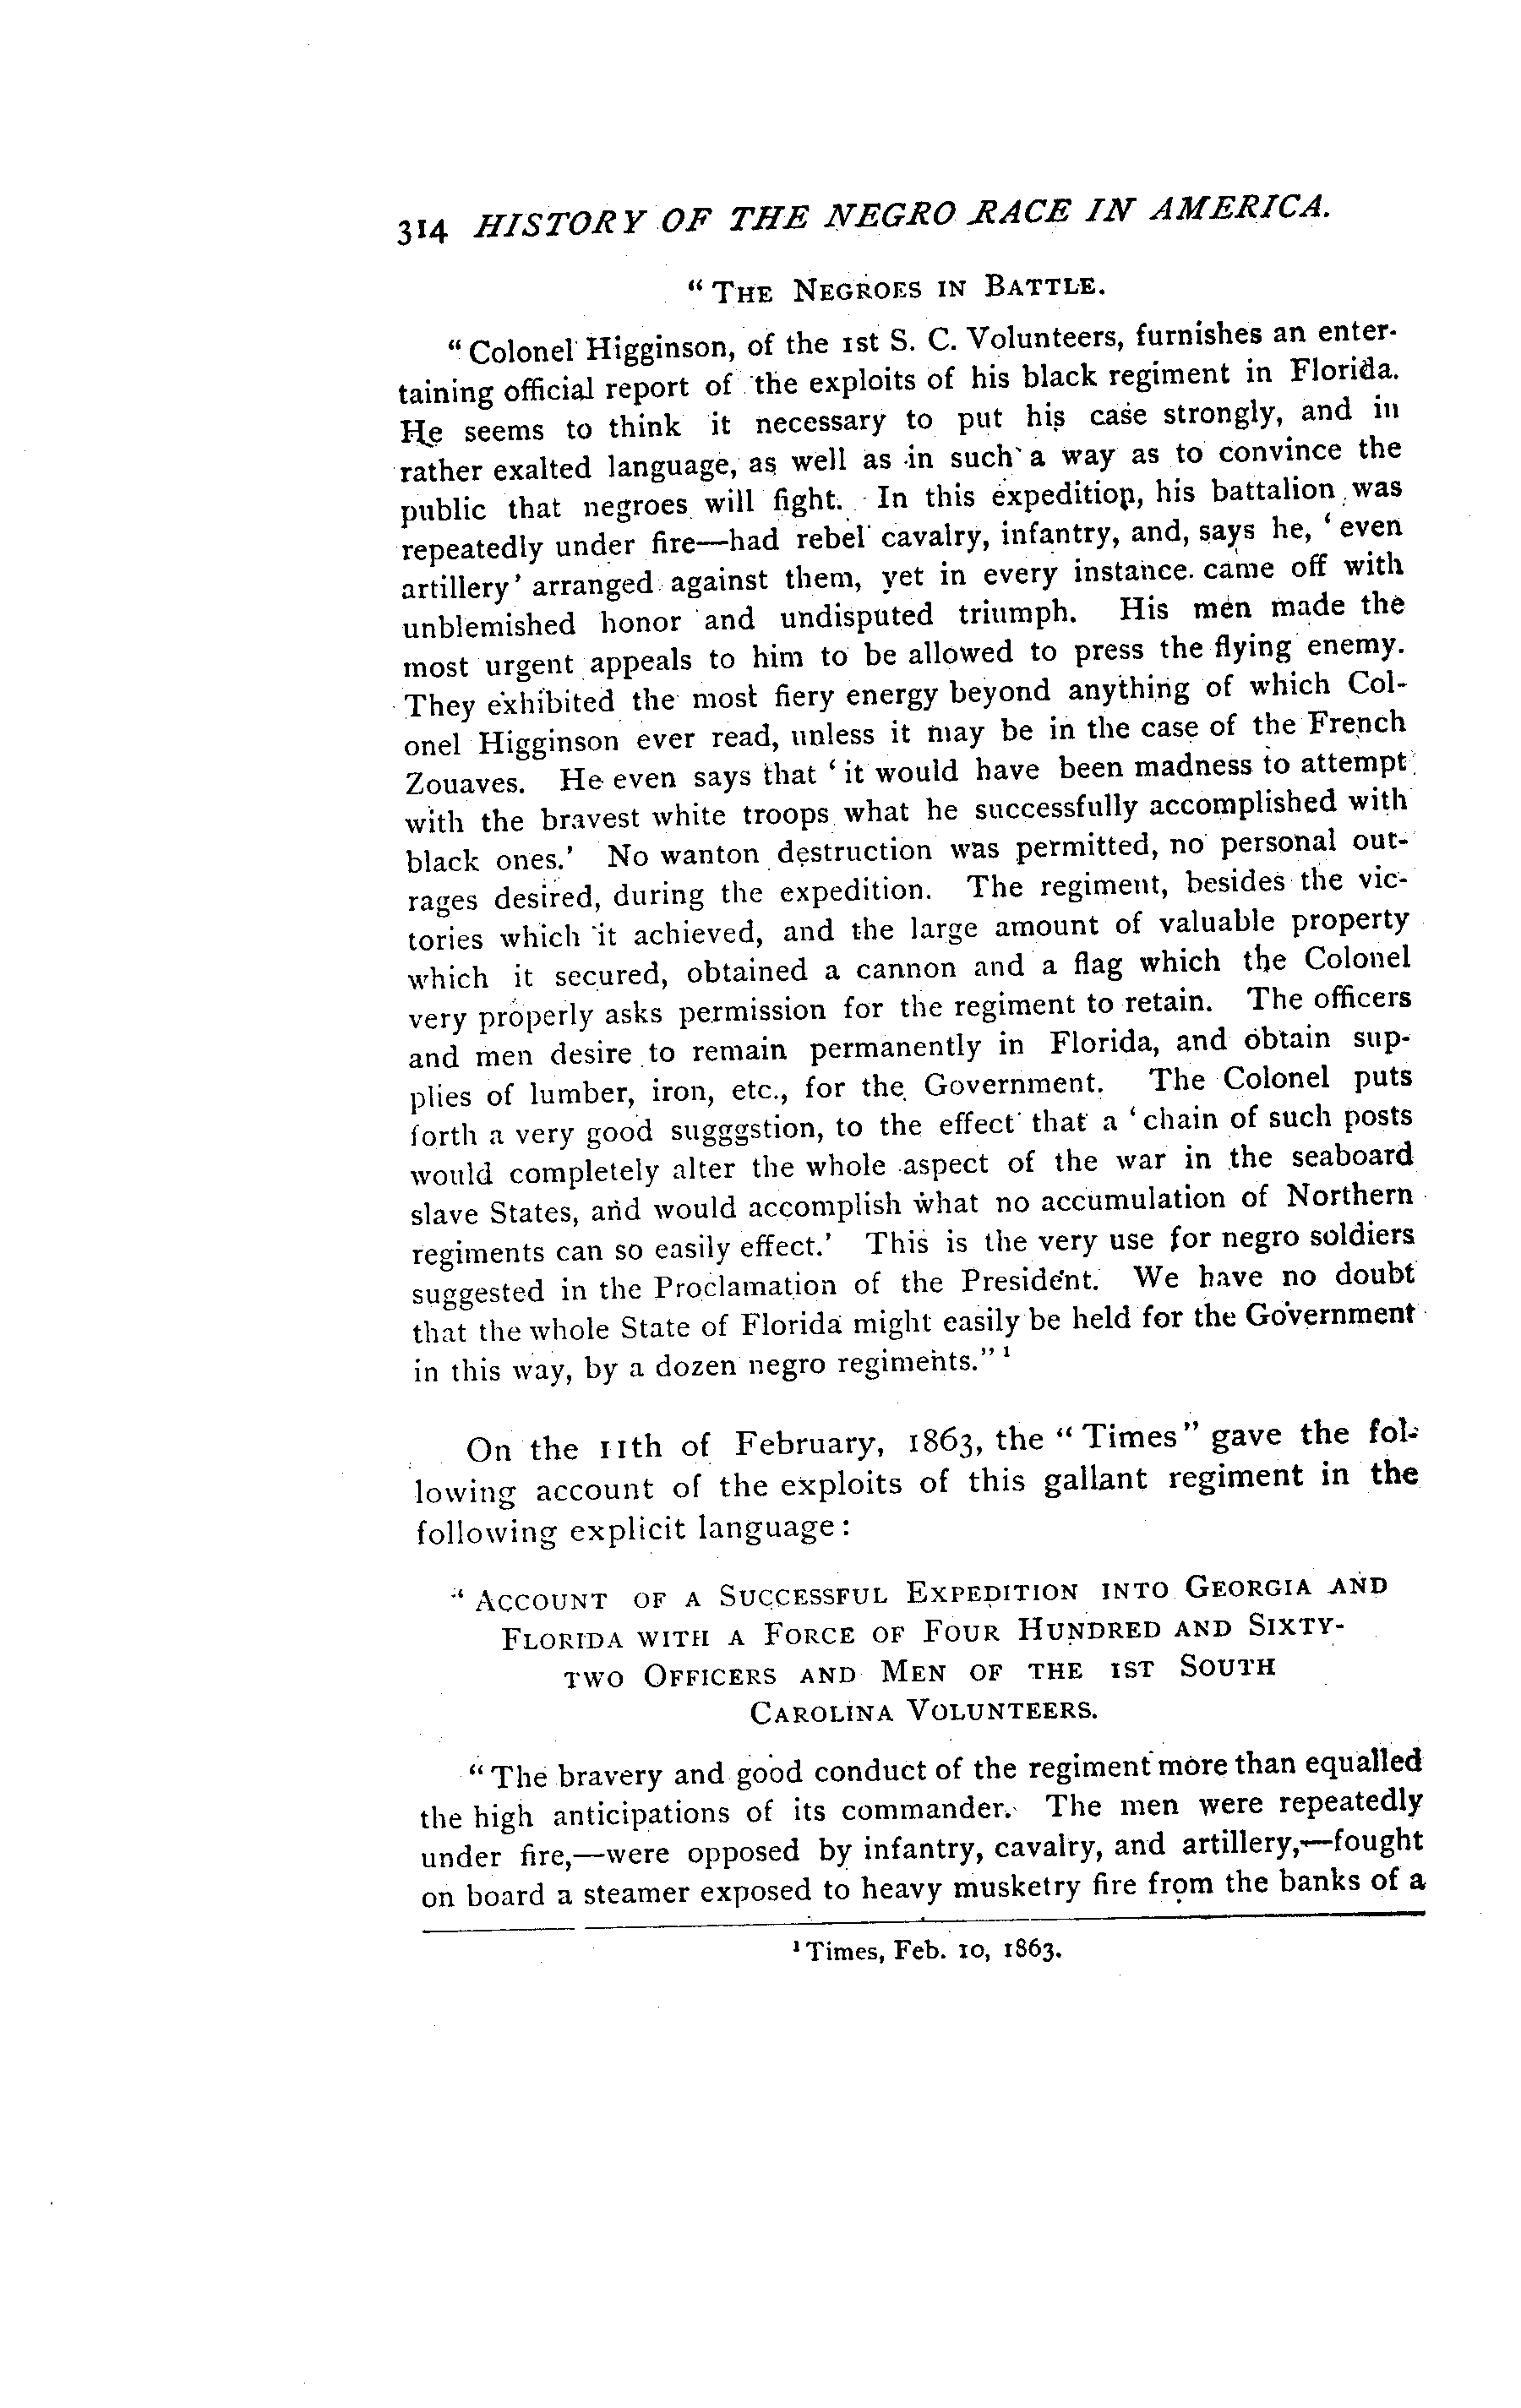 314 HISTORY OF THE NEGRO RACE IN AMERICA.
" THE NEGROES IN BATTLE.
" Colonel Higginson, of the 1st S. C. Volunteers, furnishes an enter-
taining official report of the exploits of his black regiment in Florida.
He seems to think it necessary to put his case strongly, and in
rather exalted language, as well as in such a way as to convince the
public that negroes will fight. In this expedition, his battalion was
repeatedly under fire—had rebel cavalry, infantry, and, says he, ‘ even
artillery’ arranged against them, yet in every instance came off with
unblemished honor and undisputed triumph. His men made the
most urgent appeals to him to be allowed to press the flying enemy.
They exhibited the most fiery energy beyond anything of which Col-
onel Higginson ever read, unless it may be in the case of the French
Zouaves. He even says that ‘ it would have been madness to attempt
with the bravest white troops what he successfully accomplished with
black ones.’ No wanton destruction was permitted, no personal out-
rages desired, during the expedition. The regiment, besides the vic-
tories which it achieved, and the large amount of valuable property
which it secured, obtained a cannon and a flag which the Colonel
very properly asks permission for the regiment to retain. The officers
and men desire to remain permanently in Florida, and obtain sup-
plies of lumber, iron, etc., for the Government. The Colonel puts
forth a very good sugggstion, to the effect that a ‘ chain of such posts
would completely alter the whole aspect of the war in the seaboard
slave States, and would accomplish what no accumulation of Northern
regiments can so easily effect.’ This is the very use for negro soldiers
suggested in the Proclamation of the President. We have no doubt
that the whole State of Florida might easily be held for the Government
in this way, by a dozen negro regiments." 1
On the 11th of February, 1863, the " Times " gave the fol-
lowing account of the exploits of this gallant regiment in the
following explicit language:
" ACCOUNT OF A SUCCESSFUL EXPEDITION INTO GEORGIA AND
FLORIDA WITH A FORCE OF FOUR HUNDRED AND SIXTY-
TWO OFFICERS AND MEN OF THE 1ST SOUTH
CAROLINA VOLUNTEERS.
" The bravery and good conduct of the regiment more than equalled
the high anticipations of its commander. The men were repeatedly
under fire,—were opposed by infantry, cavalry, and artillery,—fought
on board a steamer exposed to heavy musketry fire from the banks of a
1 Times, Feb. 10, 1863.